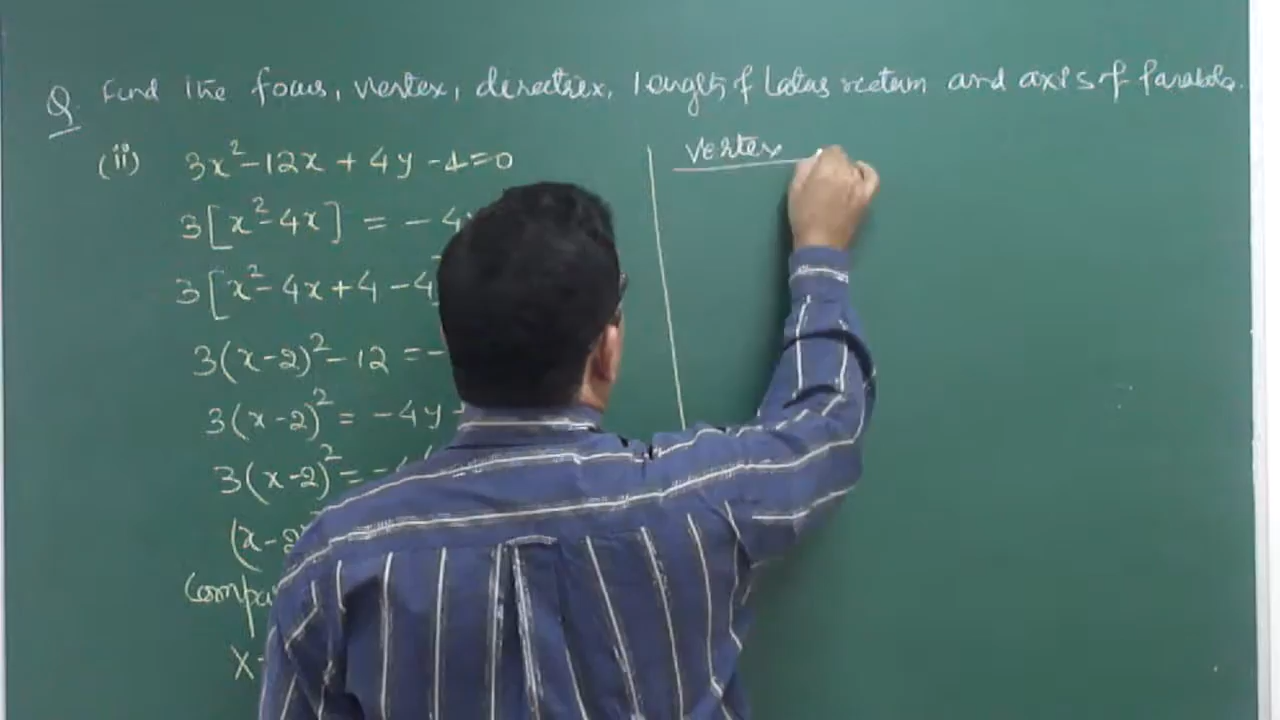 Q Find the focus, vertex, directrix, length of Latus rectum and axis of parabola.
(ii) 3x²-12x + 4y - 4 = 0
3[x²-4x] = - 4y
3[x²-4x+4-4]
3(x-2)²-12 = -
3(x-2)² = -4y
3(x-2)² = -4
(x-2
Compa
X-
Vertex